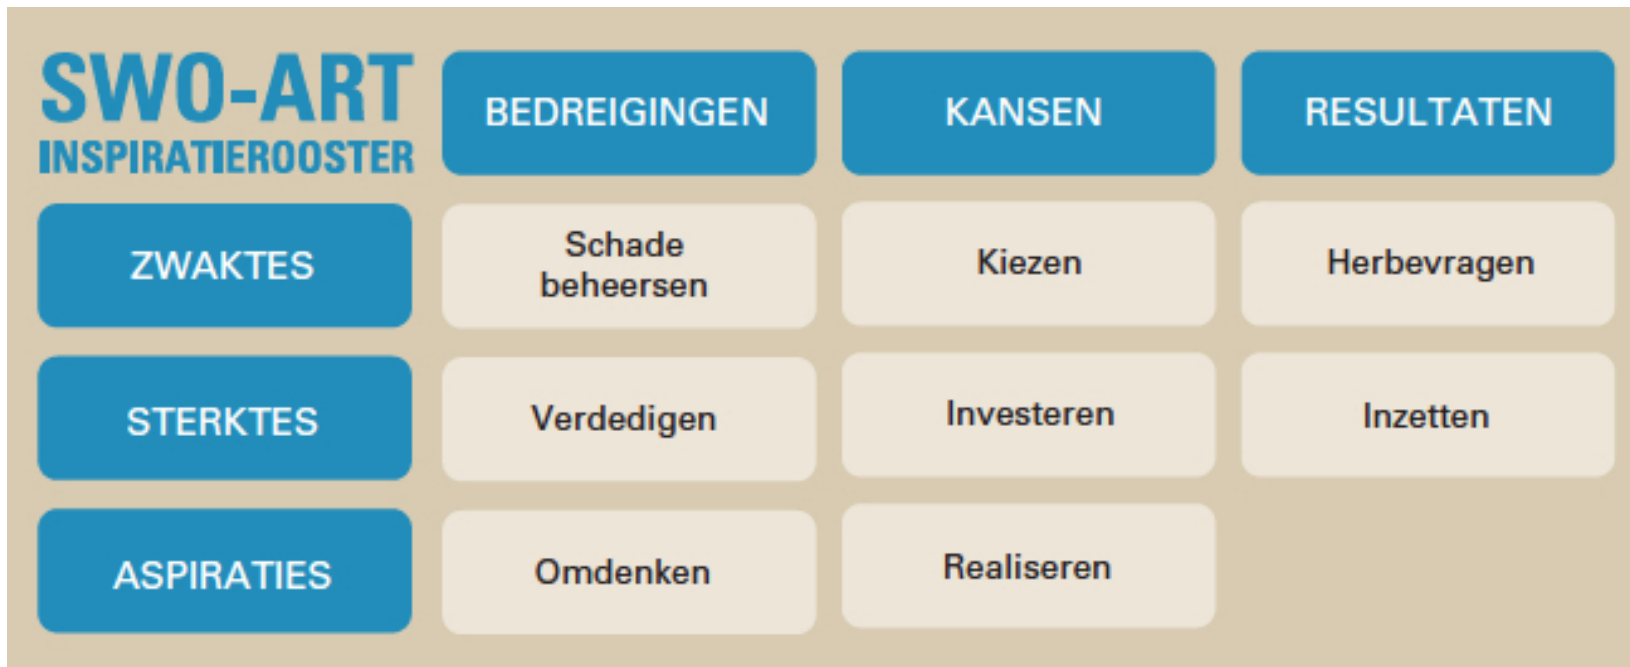 SWO-ART
INSPIRATIEROOSTER
BEDREIGINGEN
KANSEN
RESULTATEN
ZWAKTES
Schade
beheersen
Kiezen
Herbevragen
STERKTES
Verdedigen
Investeren
Inzetten
ASPIRATIES
Omdenken
Realiseren